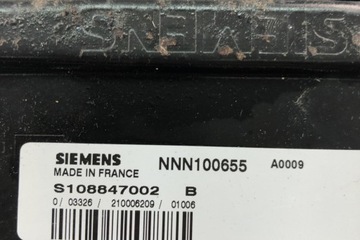 SIEMENS
SIEMENS NNN100655 A0009
MADE IN FRANCE
S108847002 B
0/ 03326/ 210006209/ 01006